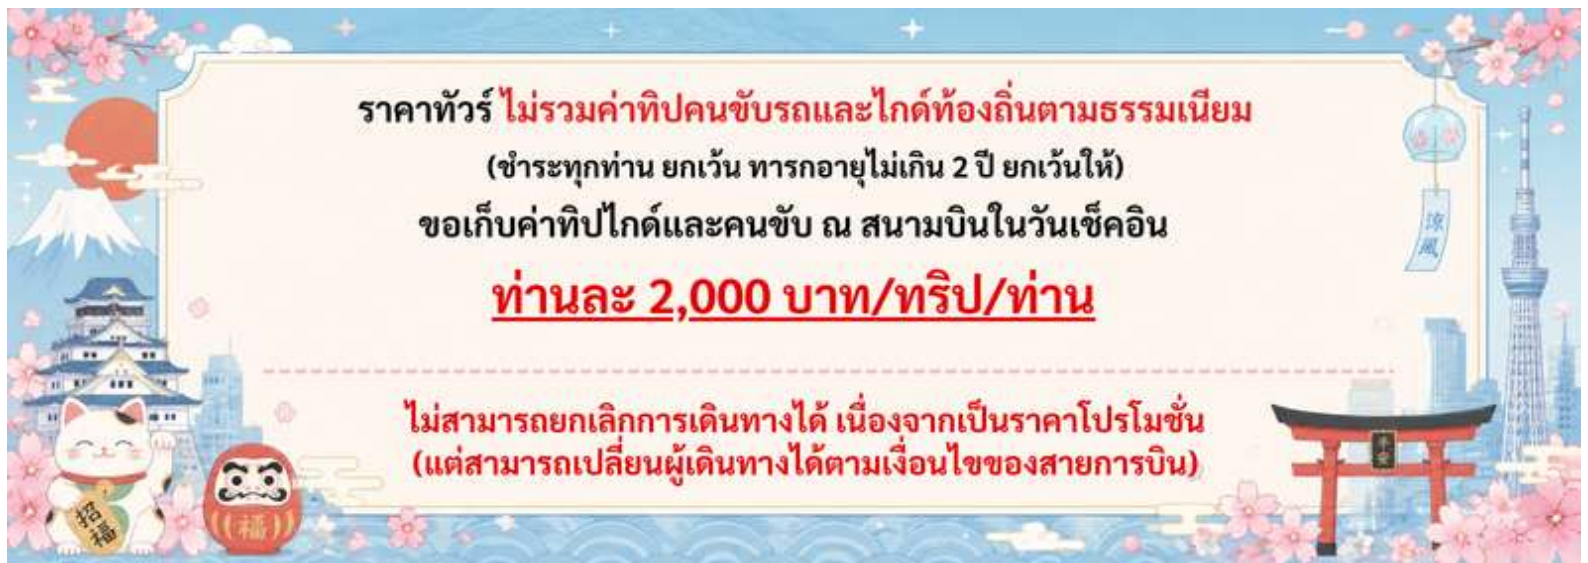 ราคาทัวร์ ไม่รวมค่าทิปคนขับรถและไกด์ท้องถิ่นตามธรรมเนียม
(ชำระทุกท่าน ยกเว้น ทารกอายุไม่เกิน 2 ปี ยกเว้นให้)
ขอเก็บค่าทิปไกด์และคนขับ ณ สนามบินในวันเช็คอิน
ท่านละ 2,000 บาท/ทริป/ท่าน
ไม่สามารถยกเลิกการเดินทางได้ เนื่องจากเป็นราคาโปรโมชั่น
(แต่สามารถเปลี่ยนผู้เดินทางได้ตามเงื่อนไขของสายการบิน)
涼風
招福
福